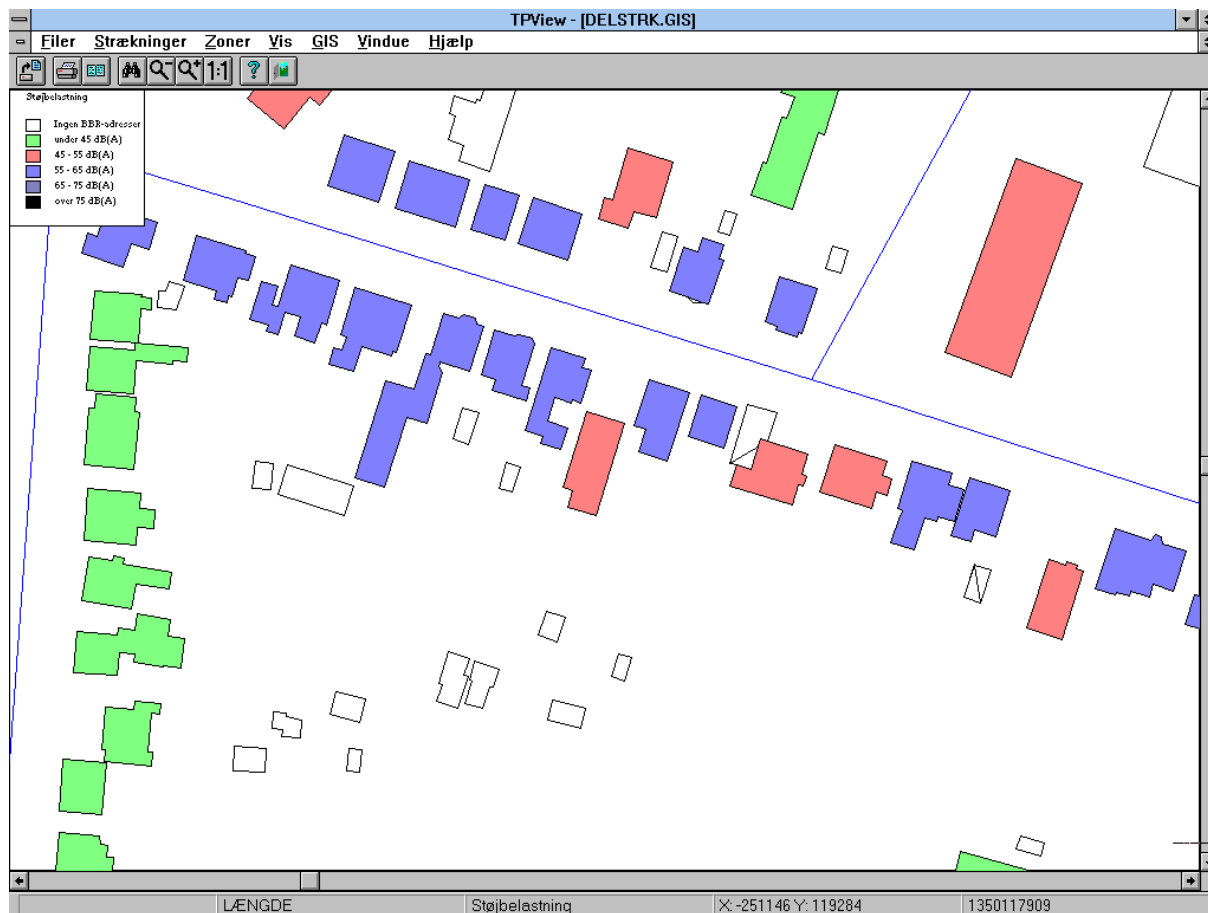 TPView - [DELSTRK.GIS]
Filer Strækninger Zoner Vis GIS Vindue Hjælp
1:1 ?
Støjbelastning
Ingen BBR-adresser
under 45 dB(A)
45 - 55 dB(A)
55 - 65 dB(A)
65 - 75 dB(A)
over 75 dB(A)
LÆNGDE Støjbelastning X: -251146 Y: 119284 1350117909